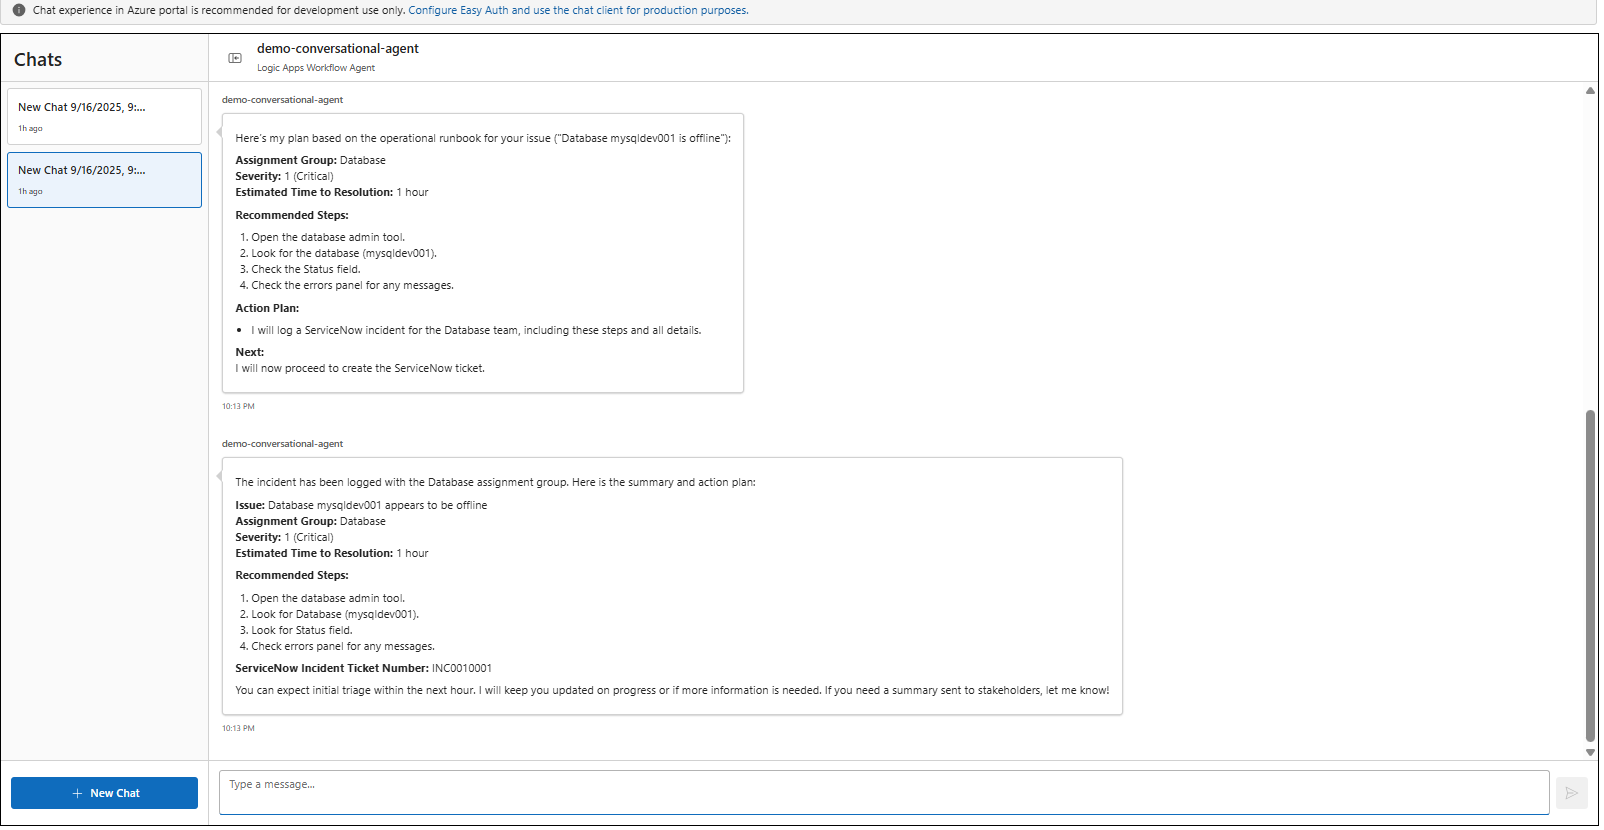 Chat experience in Azure portal is recommended for development use only. Configure Easy Auth and use the chat client for production purposes.
Chats
New Chat 9/16/2025, 9:...
1h ago
New Chat 9/16/2025, 9:...
1h ago
+ New Chat
demo-conversational-agent
Logic Apps Workflow Agent
demo-conversational-agent
Here's my plan based on the operational runbook for your issue ("Database mysqldev001 is offline"):
Assignment Group: Database
Severity: 1 (Critical)
Estimated Time to Resolution: 1 hour
Recommended Steps:
1. Open the database admin tool.
2. Look for the database (mysqldev001).
3. Check the Status field.
4. Check the errors panel for any messages.
Action Plan:
• I will log a ServiceNow incident for the Database team, including these steps and all details.
Next:
I will now proceed to create the ServiceNow ticket.
10:13 PM
demo-conversational-agent
The incident has been logged with the Database assignment group. Here is the summary and action plan:
Issue: Database mysqldev001 appears to be offline
Assignment Group: Database
Severity: 1 (Critical)
Estimated Time to Resolution: 1 hour
Recommended Steps:
1. Open the database admin tool.
2. Look for Database (mysqldev001).
3. Look for Status field.
4. Check errors panel for any messages.
ServiceNow Incident Ticket Number: INC0010001
You can expect initial triage within the next hour. I will keep you updated on progress or if more information is needed. If you need a summary sent to stakeholders, let me know!
10:13 PM
Type a message...